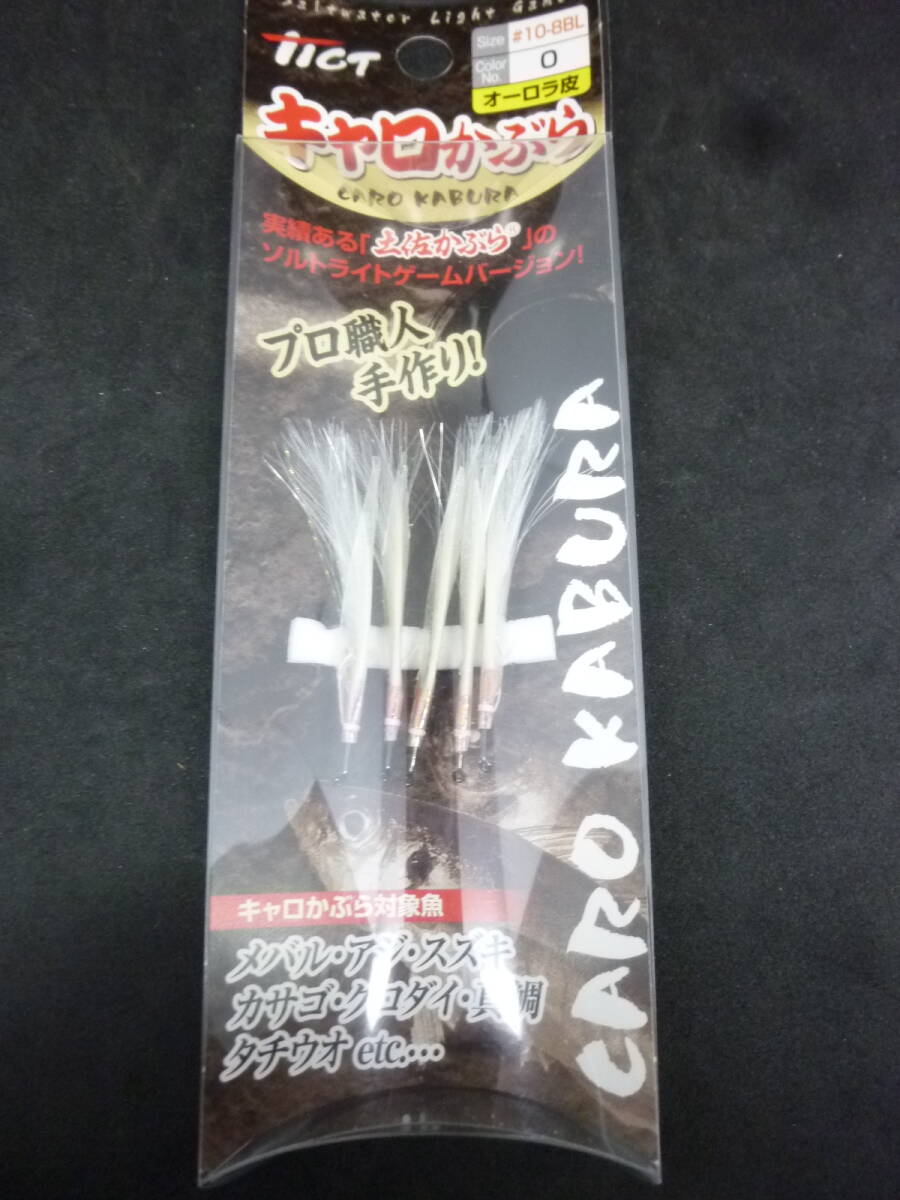 Saltwater Light Game
TICT
Size #10-8BL
Color No. 0
オーロラ皮
キャロかぶら
CARO KABURA
実績ある「土佐かぶら®」の
ソルトライトゲームバージョン!
プロ職人
手作り!
CARO KABURA
キャロかぶら対象魚
メバル・アジ・スズキ
カサゴ・クロダイ・真鯛
タチウオ etc.…